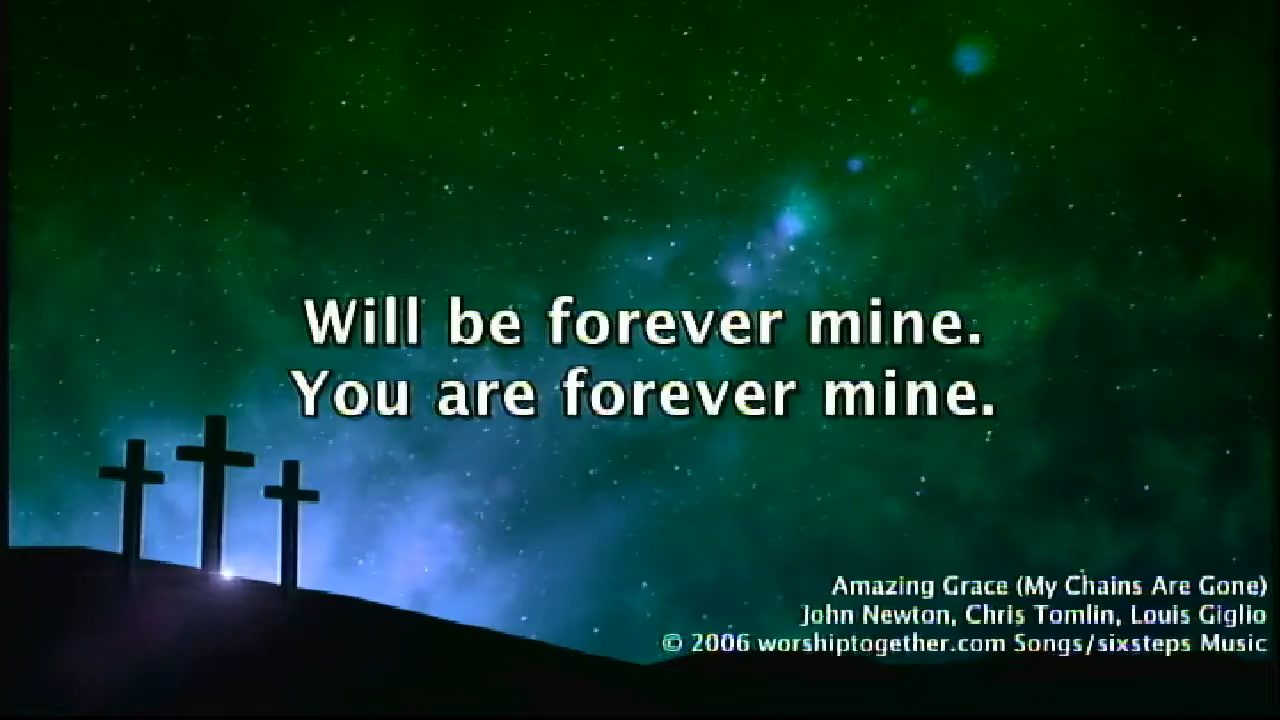 Will be forever mine.
You are forever mine.
Amazing Grace (My Chains Are Gone)
John Newton, Chris Tomlin, Louis Giglio
© 2006 worshiptogether.com Songs/sixsteps Music